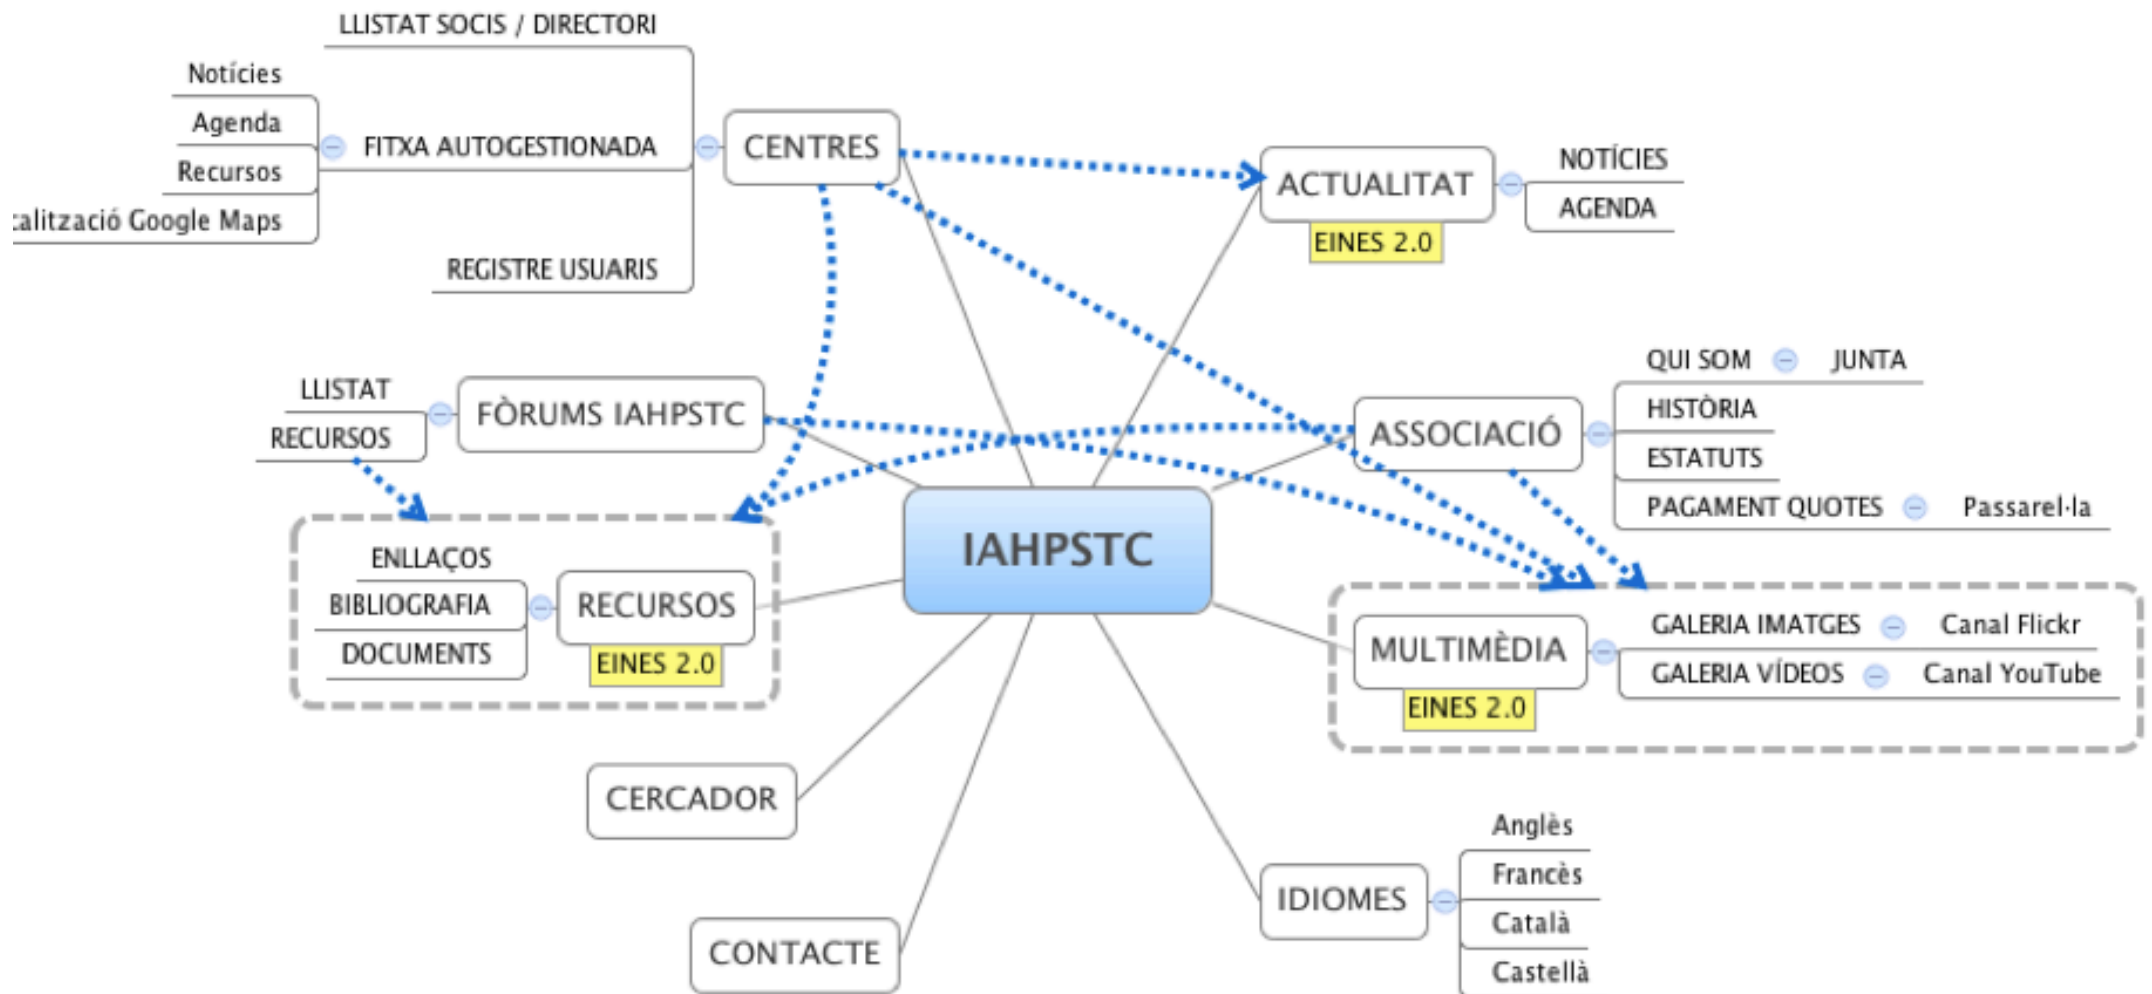 LLISTAT SOCIS / DIRECTORI
Notícies
Agenda
Recursos
Google Maps
FITXA AUTOGESTIONADA
REGISTRE USUARIS
CENTRES
ACTUALITAT
EINES 2.0
NOTÍCIES
AGENDA
LLISTAT
RECURSOS
FÒRUMS IAHPSTC
ASSOCIACIÓ
QUI SOM
JUNTA
HISTÒRIA
ESTATUTS
PAGAMENT QUOTES
Passarel·la
IAHPSTC
ENLLAÇOS
BIBLIOGRAFIA
DOCUMENTS
RECURSOS
EINES 2.0
MULTIMÈDIA
EINES 2.0
GALERIA IMATGES
Canal Flickr
GALERIA VÍDEOS
Canal YouTube
CERCADOR
CONTACTE
IDIOMES
Anglès
Francès
Català
Castellà